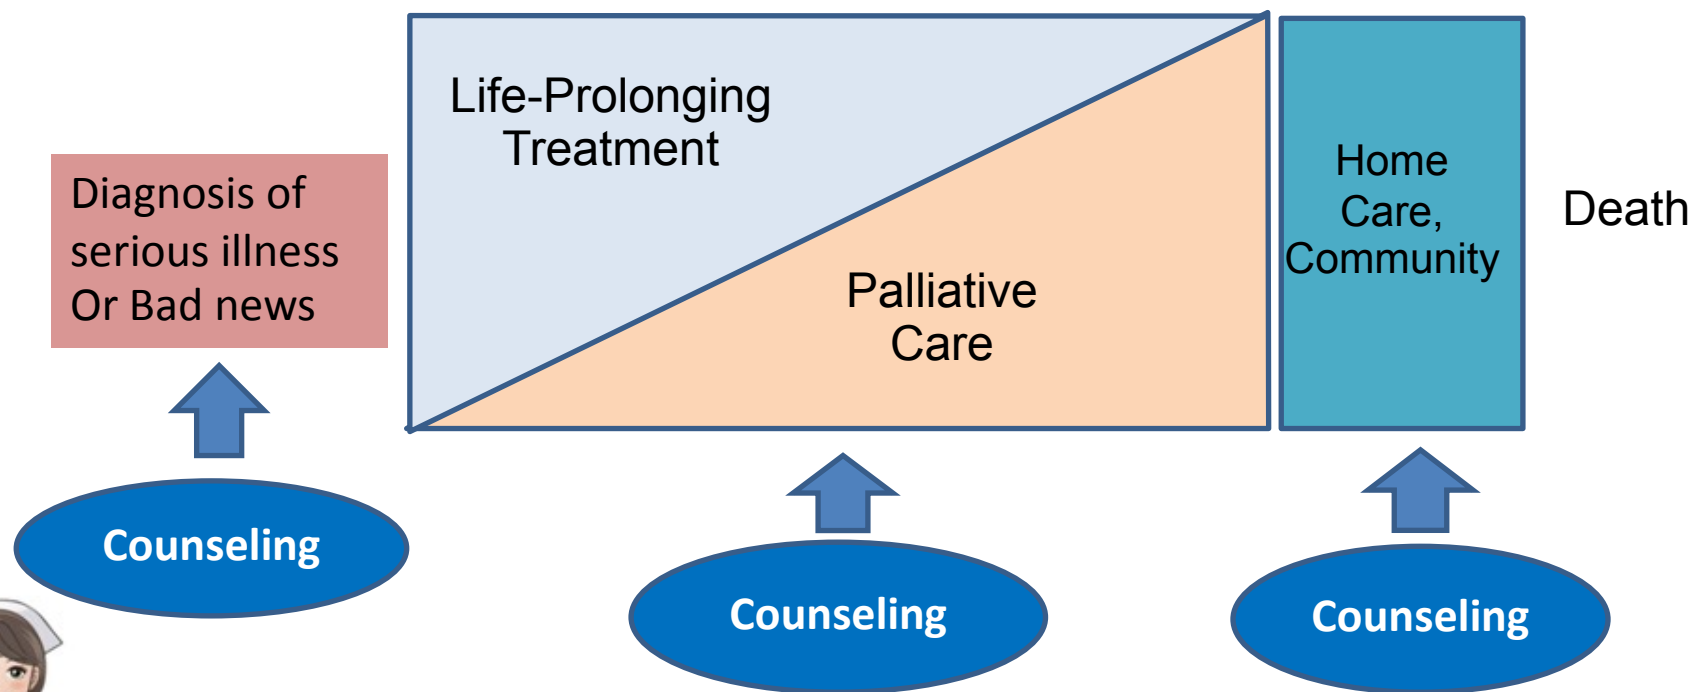 Diagnosis of
serious illness
Or Bad news
Life-Prolonging
Treatment
Palliative
Care
Home
Care,
Community
Death
Counseling
Counseling
Counseling